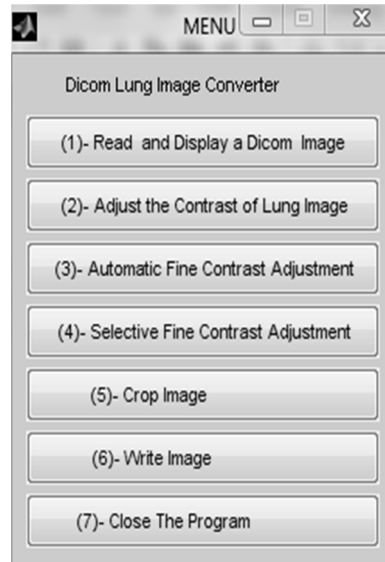 MENU
Dicom Lung Image Converter
(1)- Read and Display a Dicom Image
(2)- Adjust the Contrast of Lung Image
(3)- Automatic Fine Contrast Adjustment
(4)- Selective Fine Contrast Adjustment
(5)- Crop Image
(6)- Write Image
(7)- Close The Program